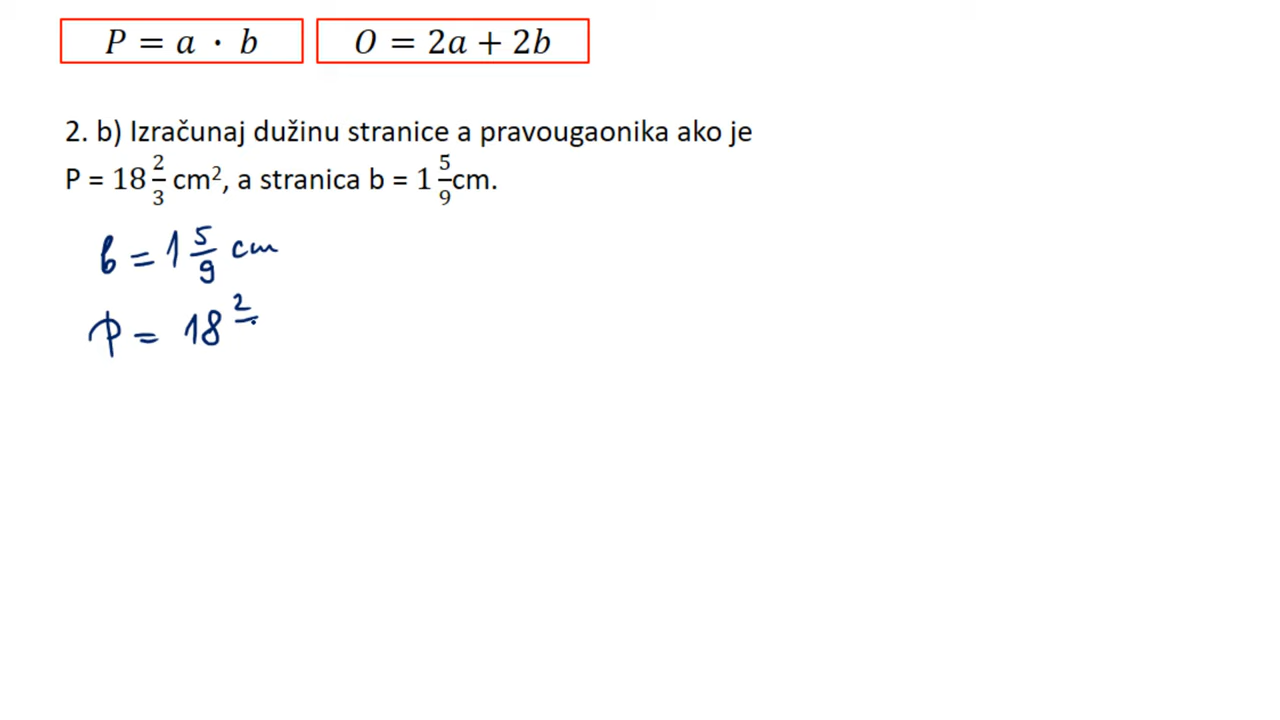 P = a · b   O = 2a + 2b
2. b) Izračunaj dužinu stranice a pravougaonika ako je
P = 18 2/3 cm², a stranica b = 1 5/9 cm.
b = 1 5/9 cm
P = 18 2/